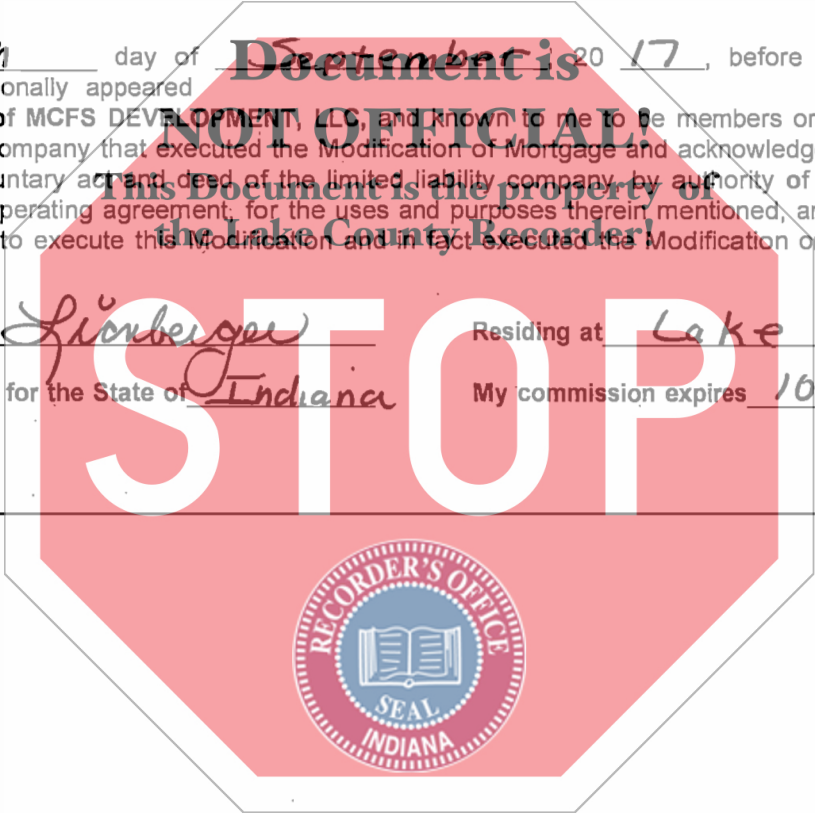 day of September, 20 17, before
onally appeared
of MCFS DEVELOPMENT, LLC, and known to me to be members or
ompany that executed the Modification of Mortgage and acknowledg
untary act and deed of the limited liability company, by authority of
perating agreement, for the uses and purposes therein mentioned, a
to execute this Modification and in fact executed the Modification o
Document is
NOT OFFICIAL!
This Document is the property of
the Lake County Recorder!
Lionberger Residing at Lake
for the State of Indiana My commission expires 10
STOP
RECORDER'S OFFICE
SEAL
INDIANA